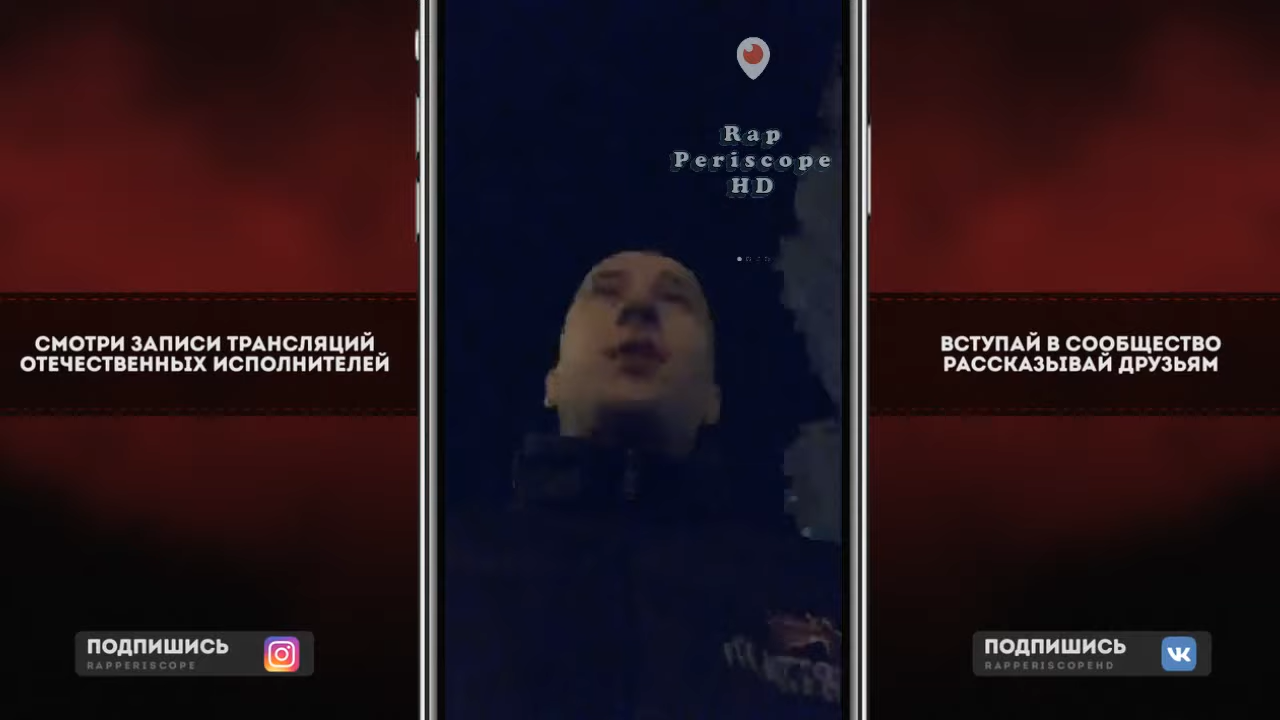 Rap
Periscope
HD
СМОТРИ ЗАПИСИ ТРАНСЛЯЦИЙ
ОТЕЧЕСТВЕННЫХ ИСПОЛНИТЕЛЕЙ
ВСТУПАЙ В СООБЩЕСТВО
РАССКАЗЫВАЙ ДРУЗЬЯМ
ПОДПИШИСЬ
RAPPERISCOPE
ПОДПИШИСЬ
RAPPERISCOPEHD